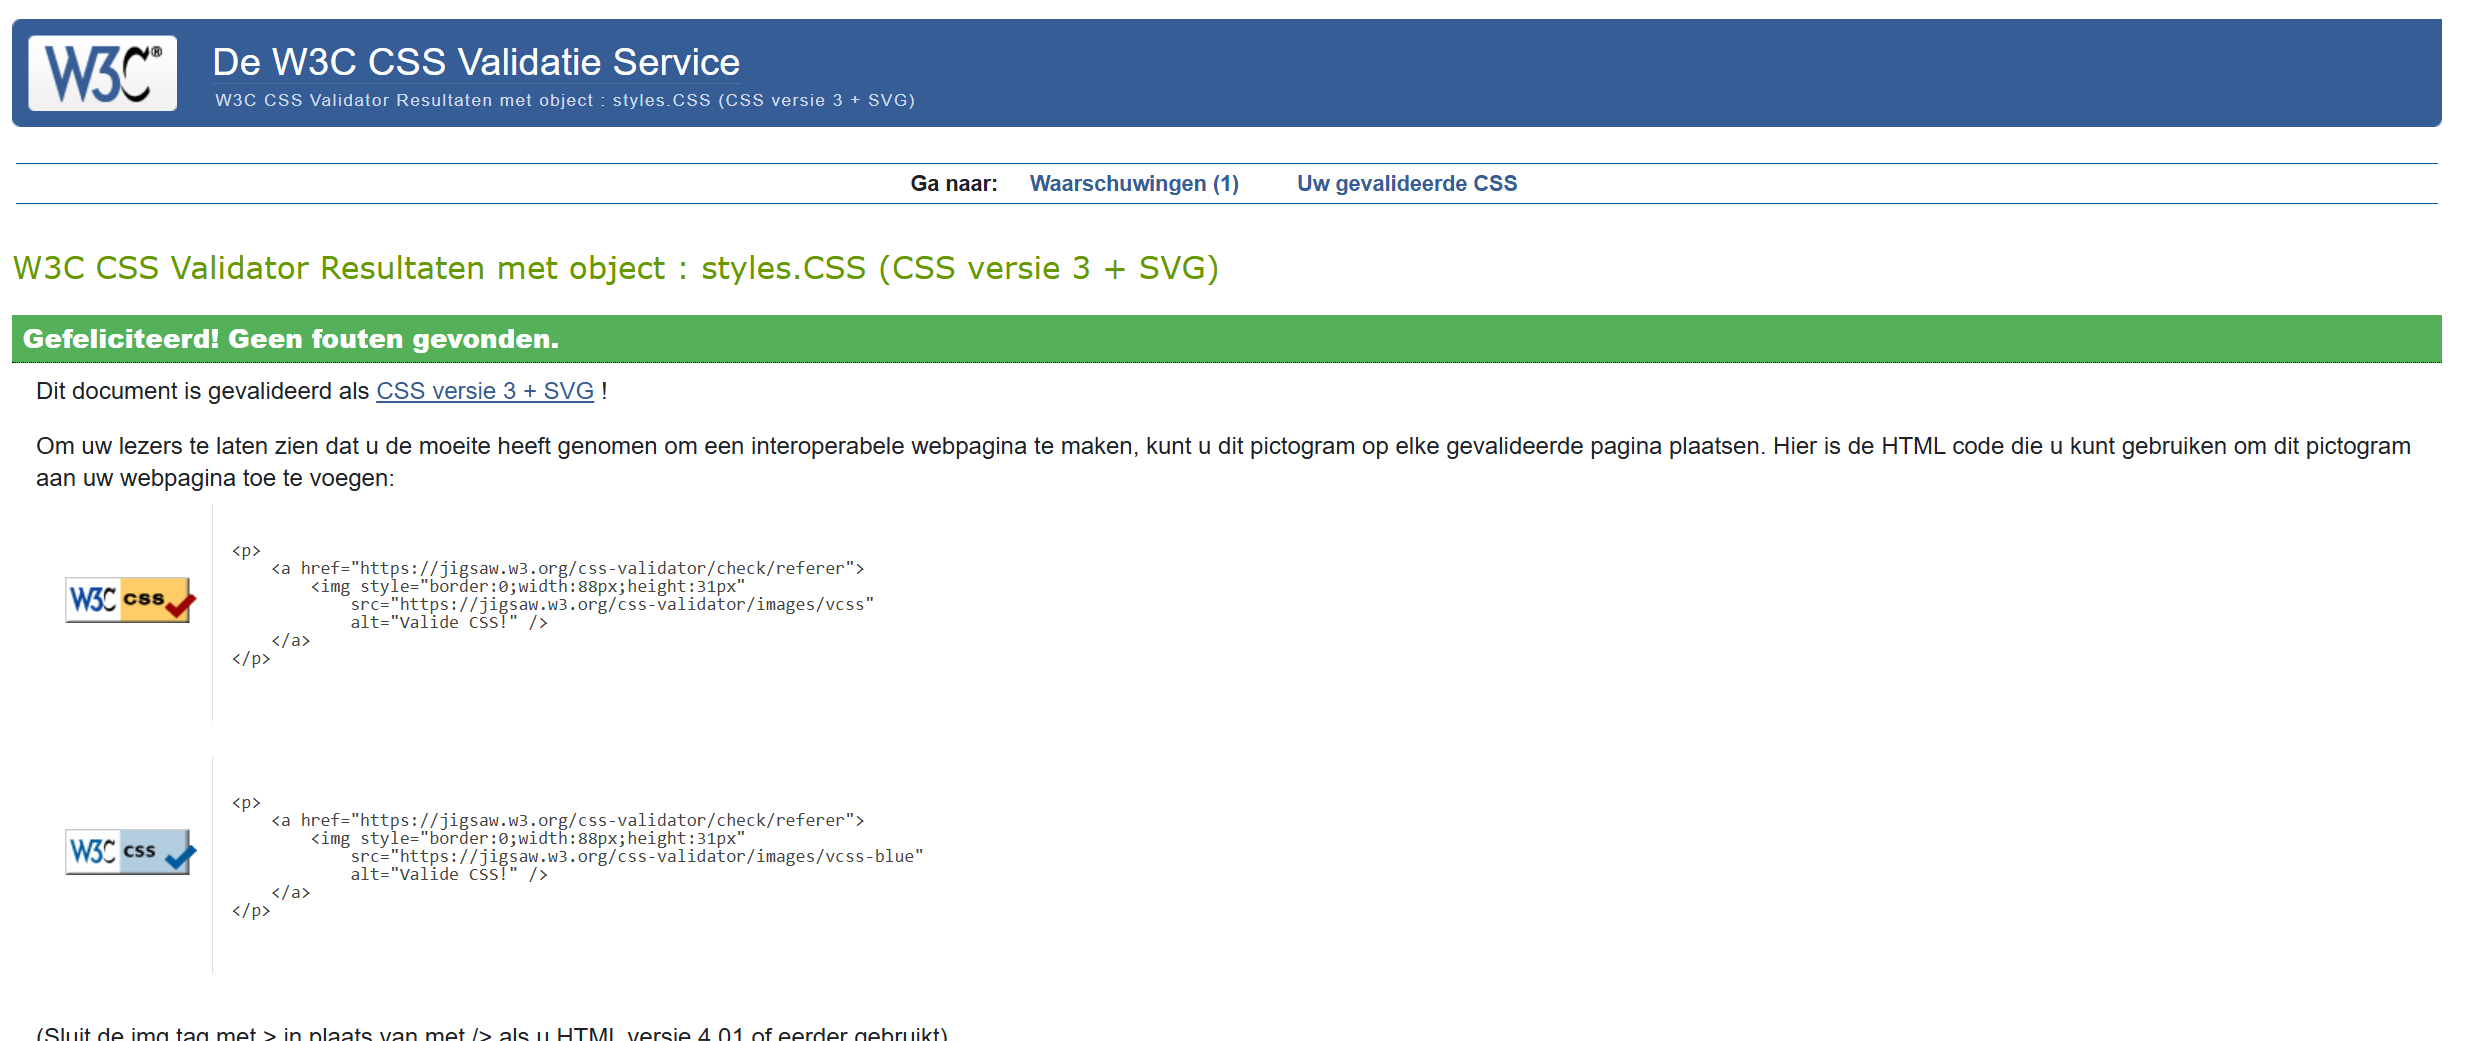 W3C®
De W3C CSS Validatie Service
W3C CSS Validator Resultaten met object : styles.CSS (CSS versie 3 + SVG)
Ga naar: Waarschuwingen (1) Uw gevalideerde CSS
W3C CSS Validator Resultaten met object : styles.CSS (CSS versie 3 + SVG)
Gefeliciteerd! Geen fouten gevonden.
Dit document is gevalideerd als CSS versie 3 + SVG !
Om uw lezers te laten zien dat u de moeite heeft genomen om een interoperabele webpagina te maken, kunt u dit pictogram op elke gevalideerde pagina plaatsen. Hier is de HTML code die u kunt gebruiken om dit pictogram
aan uw webpagina toe te voegen:
W3C css
<p>
    <a href="https://jigsaw.w3.org/css-validator/check/referer">
        <img style="border:0;width:88px;height:31px"
            src="https://jigsaw.w3.org/css-validator/images/vcss"
            alt="Valide CSS!" />
    </a>
</p>
W3C css
<p>
    <a href="https://jigsaw.w3.org/css-validator/check/referer">
        <img style="border:0;width:88px;height:31px"
            src="https://jigsaw.w3.org/css-validator/images/vcss-blue"
            alt="Valide CSS!" />
    </a>
</p>
(Sluit de img tag met > in plaats van met /> als u HTML versie 4.01 of eerder gebruikt)